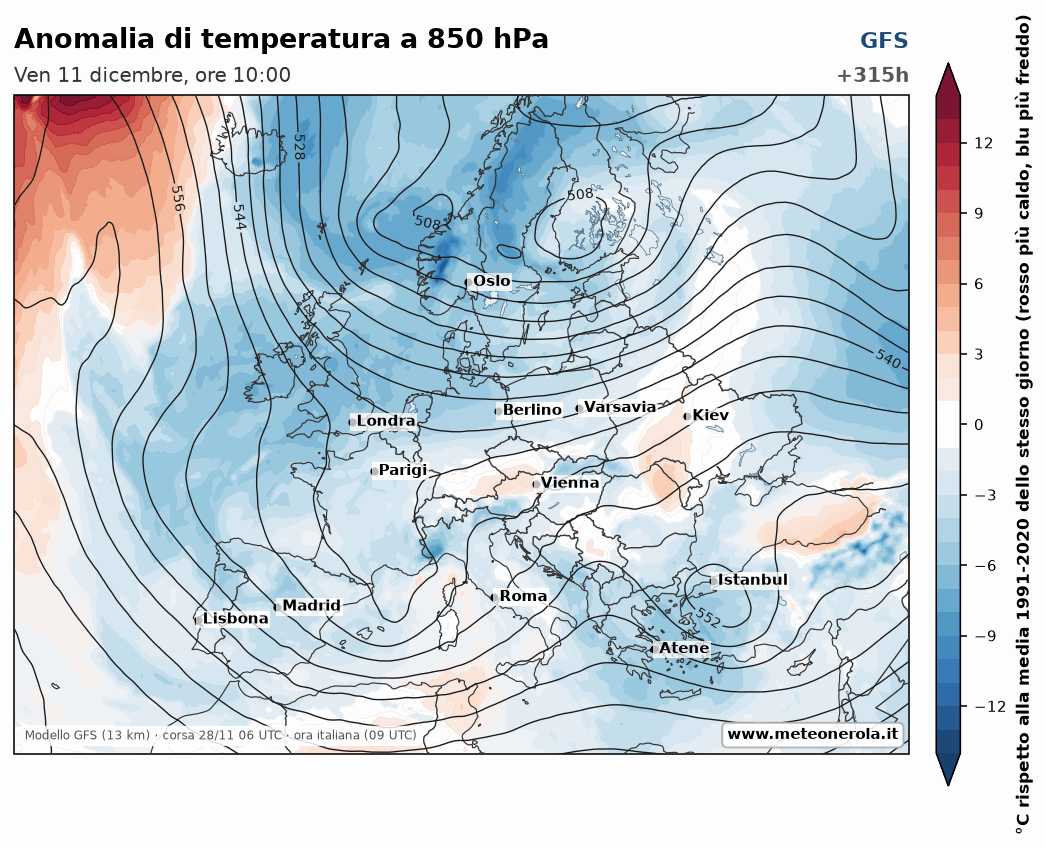 Anomalia di temperatura a 850 hPa
GFS
Ven 11 dicembre, ore 10:00
+315h
528
556
544
508
508
Oslo
540
Londra
Berlino
Varsavia
Kiev
Parigi
Vienna
Istanbul
Madrid
Roma
Lisbona
552
Atene
Modello GFS (13 km) · corsa 28/11 06 UTC · ora italiana (09 UTC)
www.meteonerola.it
12
9
6
3
0
−3
−6
−9
−12
°C rispetto alla media 1991-2020 dello stesso giorno (rosso più caldo, blu più freddo)